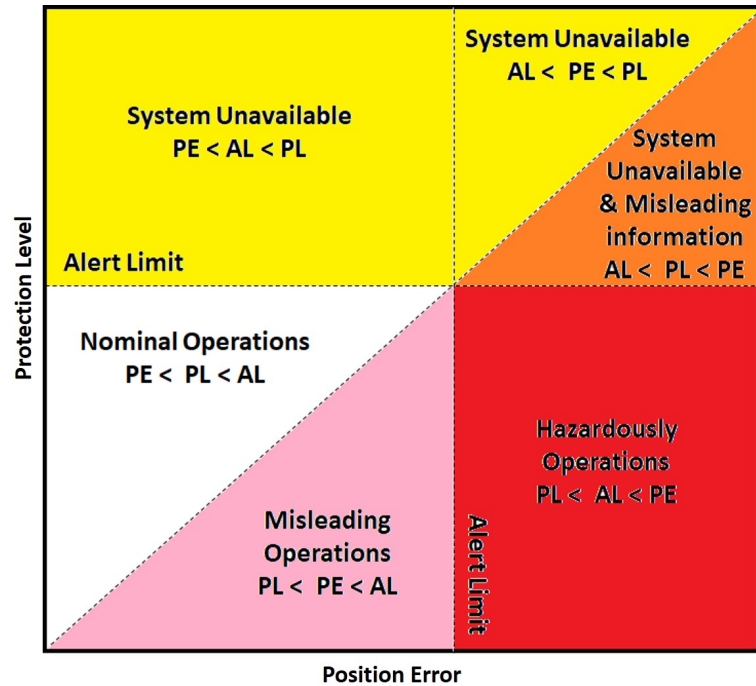 System Unavailable
AL < PE < PL
System Unavailable
PE < AL < PL
System
Unavailable
& Misleading
information
AL < PL < PE
Alert Limit
Protection Level
Nominal Operations
PE < PL < AL
Hazardously
Operations
PL < AL < PE
Misleading
Operations
PL < PE < AL
Alert Limit
Position Error